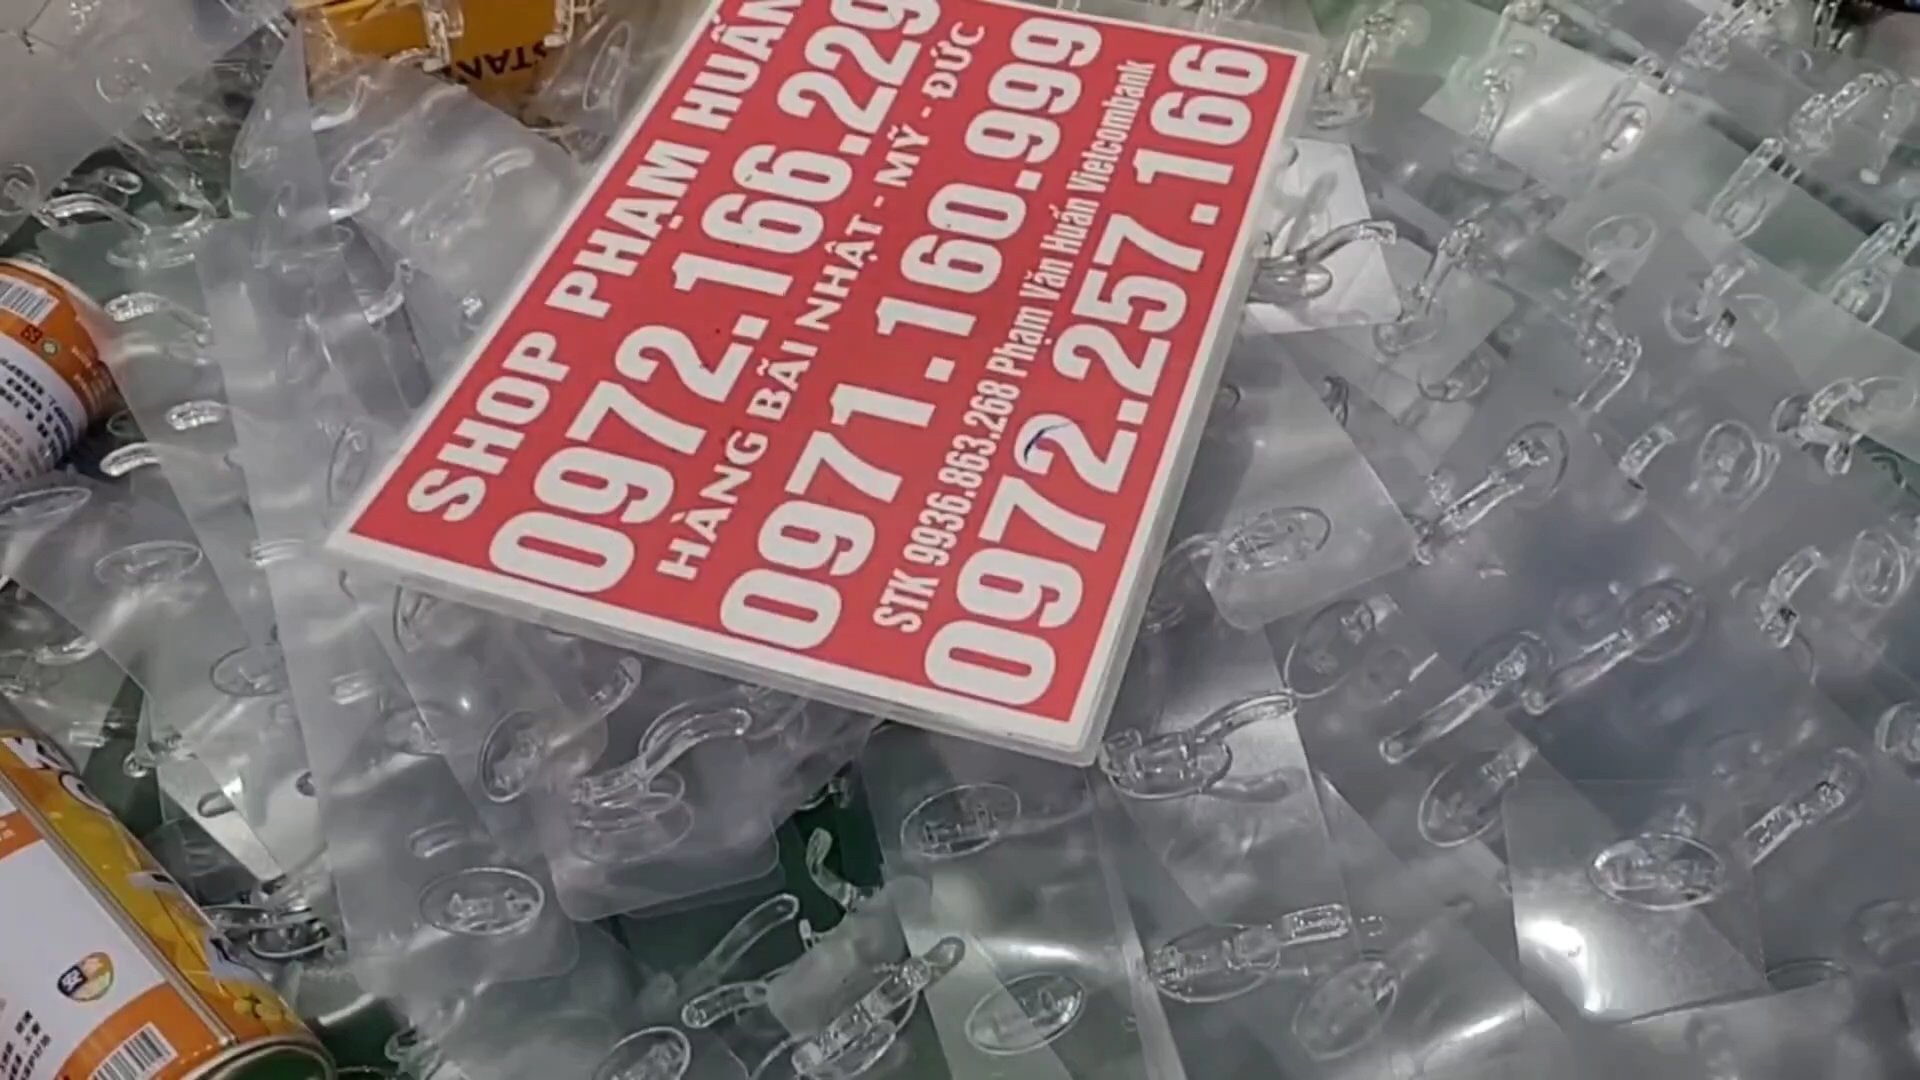 SHOP PHẠM HUẤN
0972.166.229
HÀNG BÃI NHẬT - MỸ - ĐỨC
0971.160.999
STK 9936.863.268 Phạm Văn Huấn Vietcombank
0972.257.166
STAN